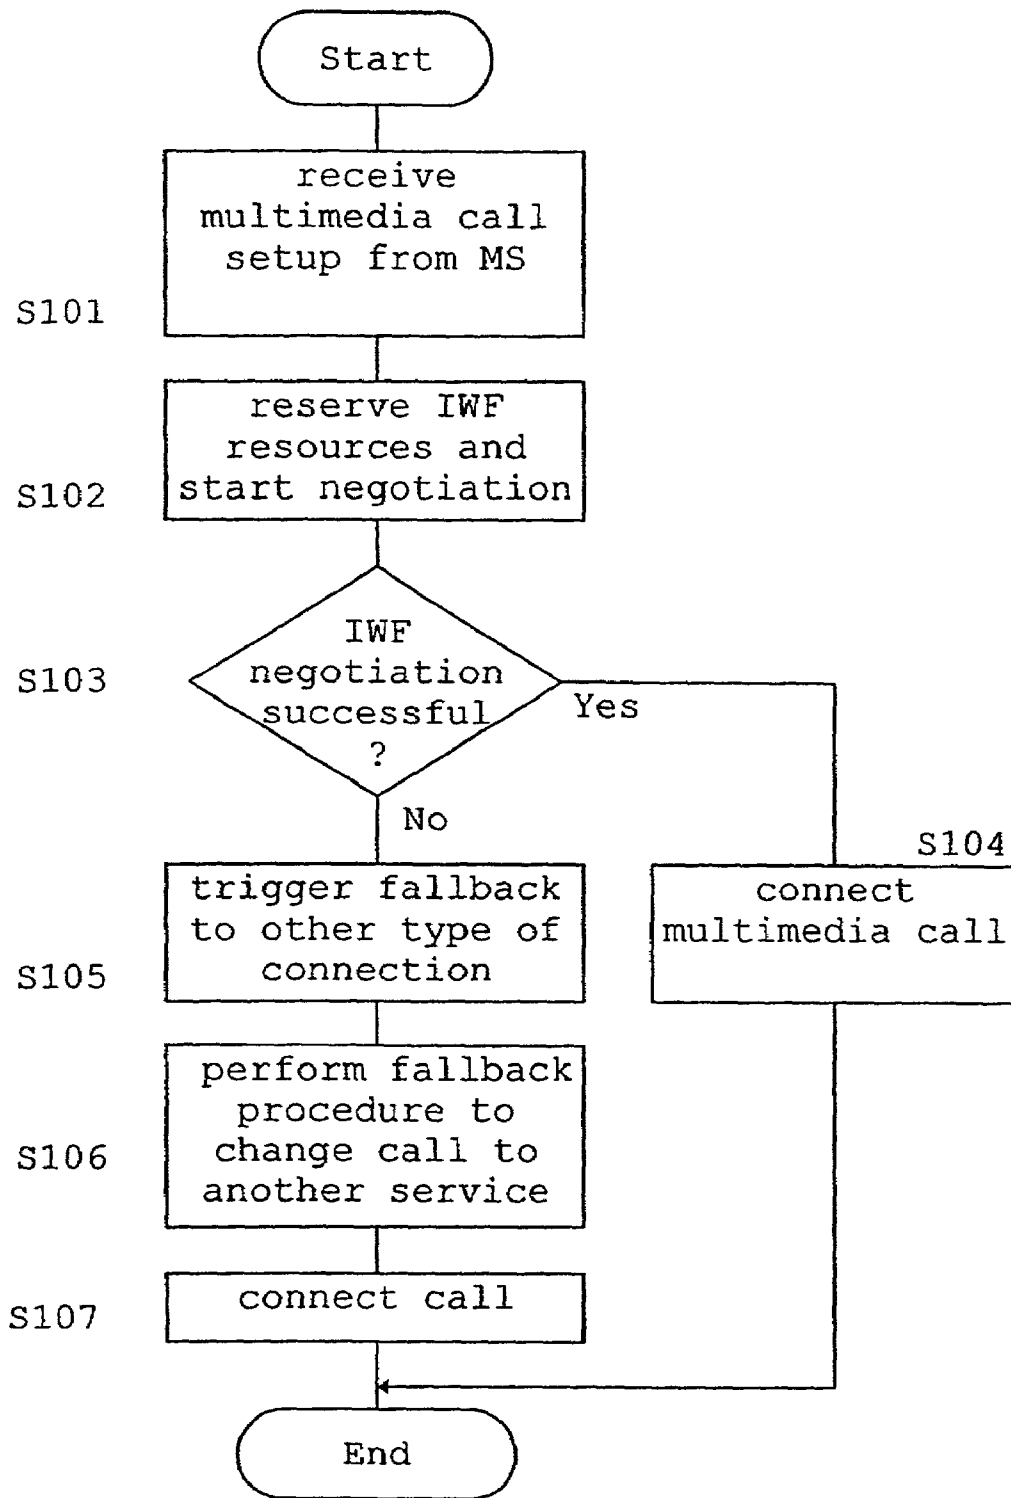 Start
receive
multimedia call
setup from MS
S101
reserve IWF
resources and
start negotiation
S102
IWF
negotiation
successful
?
S103
Yes
No
S104
connect
multimedia call
trigger fallback
to other type of
connection
S105
perform fallback
procedure to
change call to
another service
S106
connect call
S107
End